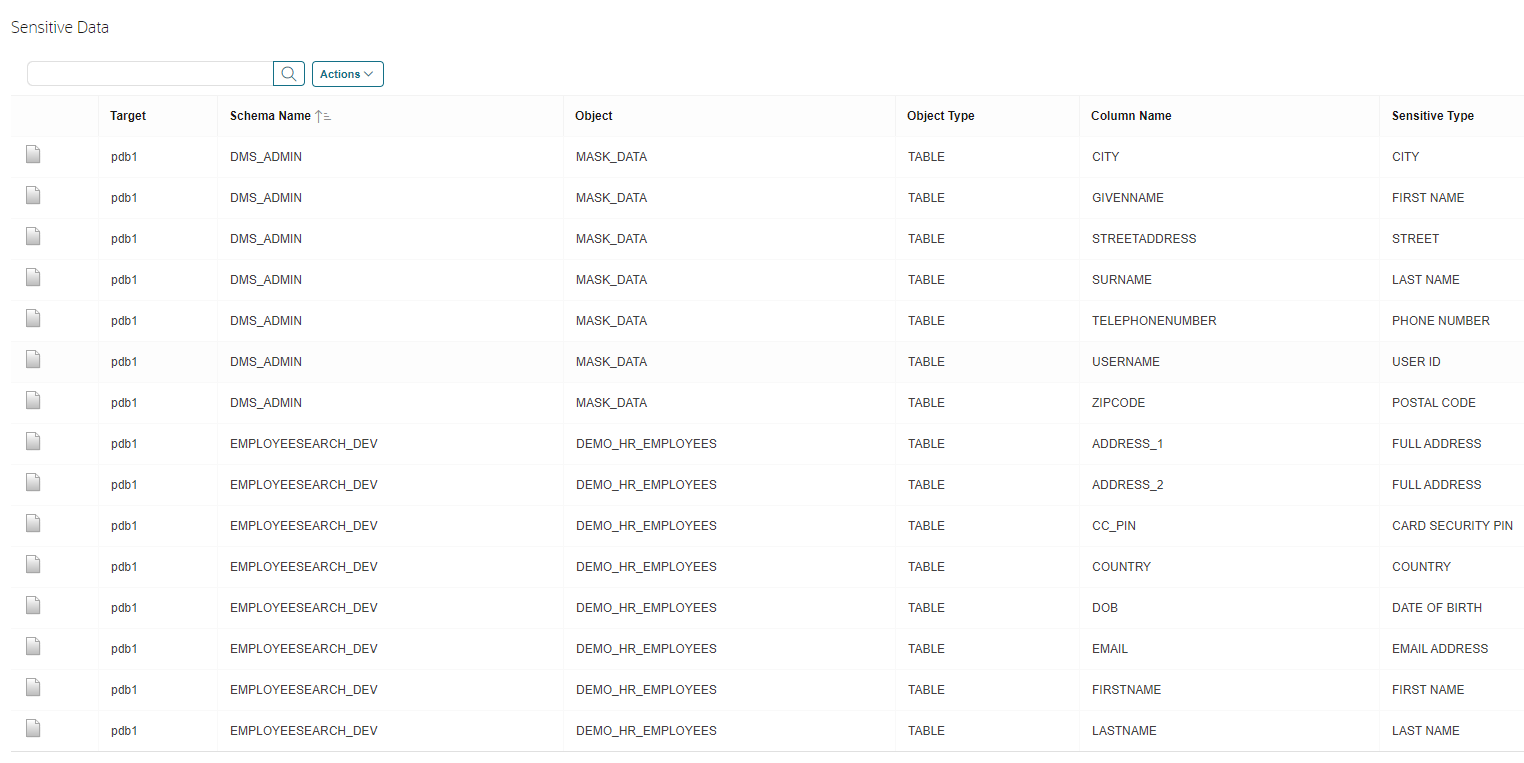 Sensitive Data
Actions
Target Schema Name Object Object Type Column Name Sensitive Type
pdb1 DMS_ADMIN MASK_DATA TABLE CITY CITY
pdb1 DMS_ADMIN MASK_DATA TABLE GIVENNAME FIRST NAME
pdb1 DMS_ADMIN MASK_DATA TABLE STREETADDRESS STREET
pdb1 DMS_ADMIN MASK_DATA TABLE SURNAME LAST NAME
pdb1 DMS_ADMIN MASK_DATA TABLE TELEPHONENUMBER PHONE NUMBER
pdb1 DMS_ADMIN MASK_DATA TABLE USERNAME USER ID
pdb1 DMS_ADMIN MASK_DATA TABLE ZIPCODE POSTAL CODE
pdb1 EMPLOYEESEARCH_DEV DEMO_HR_EMPLOYEES TABLE ADDRESS_1 FULL ADDRESS
pdb1 EMPLOYEESEARCH_DEV DEMO_HR_EMPLOYEES TABLE ADDRESS_2 FULL ADDRESS
pdb1 EMPLOYEESEARCH_DEV DEMO_HR_EMPLOYEES TABLE CC_PIN CARD SECURITY PIN
pdb1 EMPLOYEESEARCH_DEV DEMO_HR_EMPLOYEES TABLE COUNTRY COUNTRY
pdb1 EMPLOYEESEARCH_DEV DEMO_HR_EMPLOYEES TABLE DOB DATE OF BIRTH
pdb1 EMPLOYEESEARCH_DEV DEMO_HR_EMPLOYEES TABLE EMAIL EMAIL ADDRESS
pdb1 EMPLOYEESEARCH_DEV DEMO_HR_EMPLOYEES TABLE FIRSTNAME FIRST NAME
pdb1 EMPLOYEESEARCH_DEV DEMO_HR_EMPLOYEES TABLE LASTNAME LAST NAME